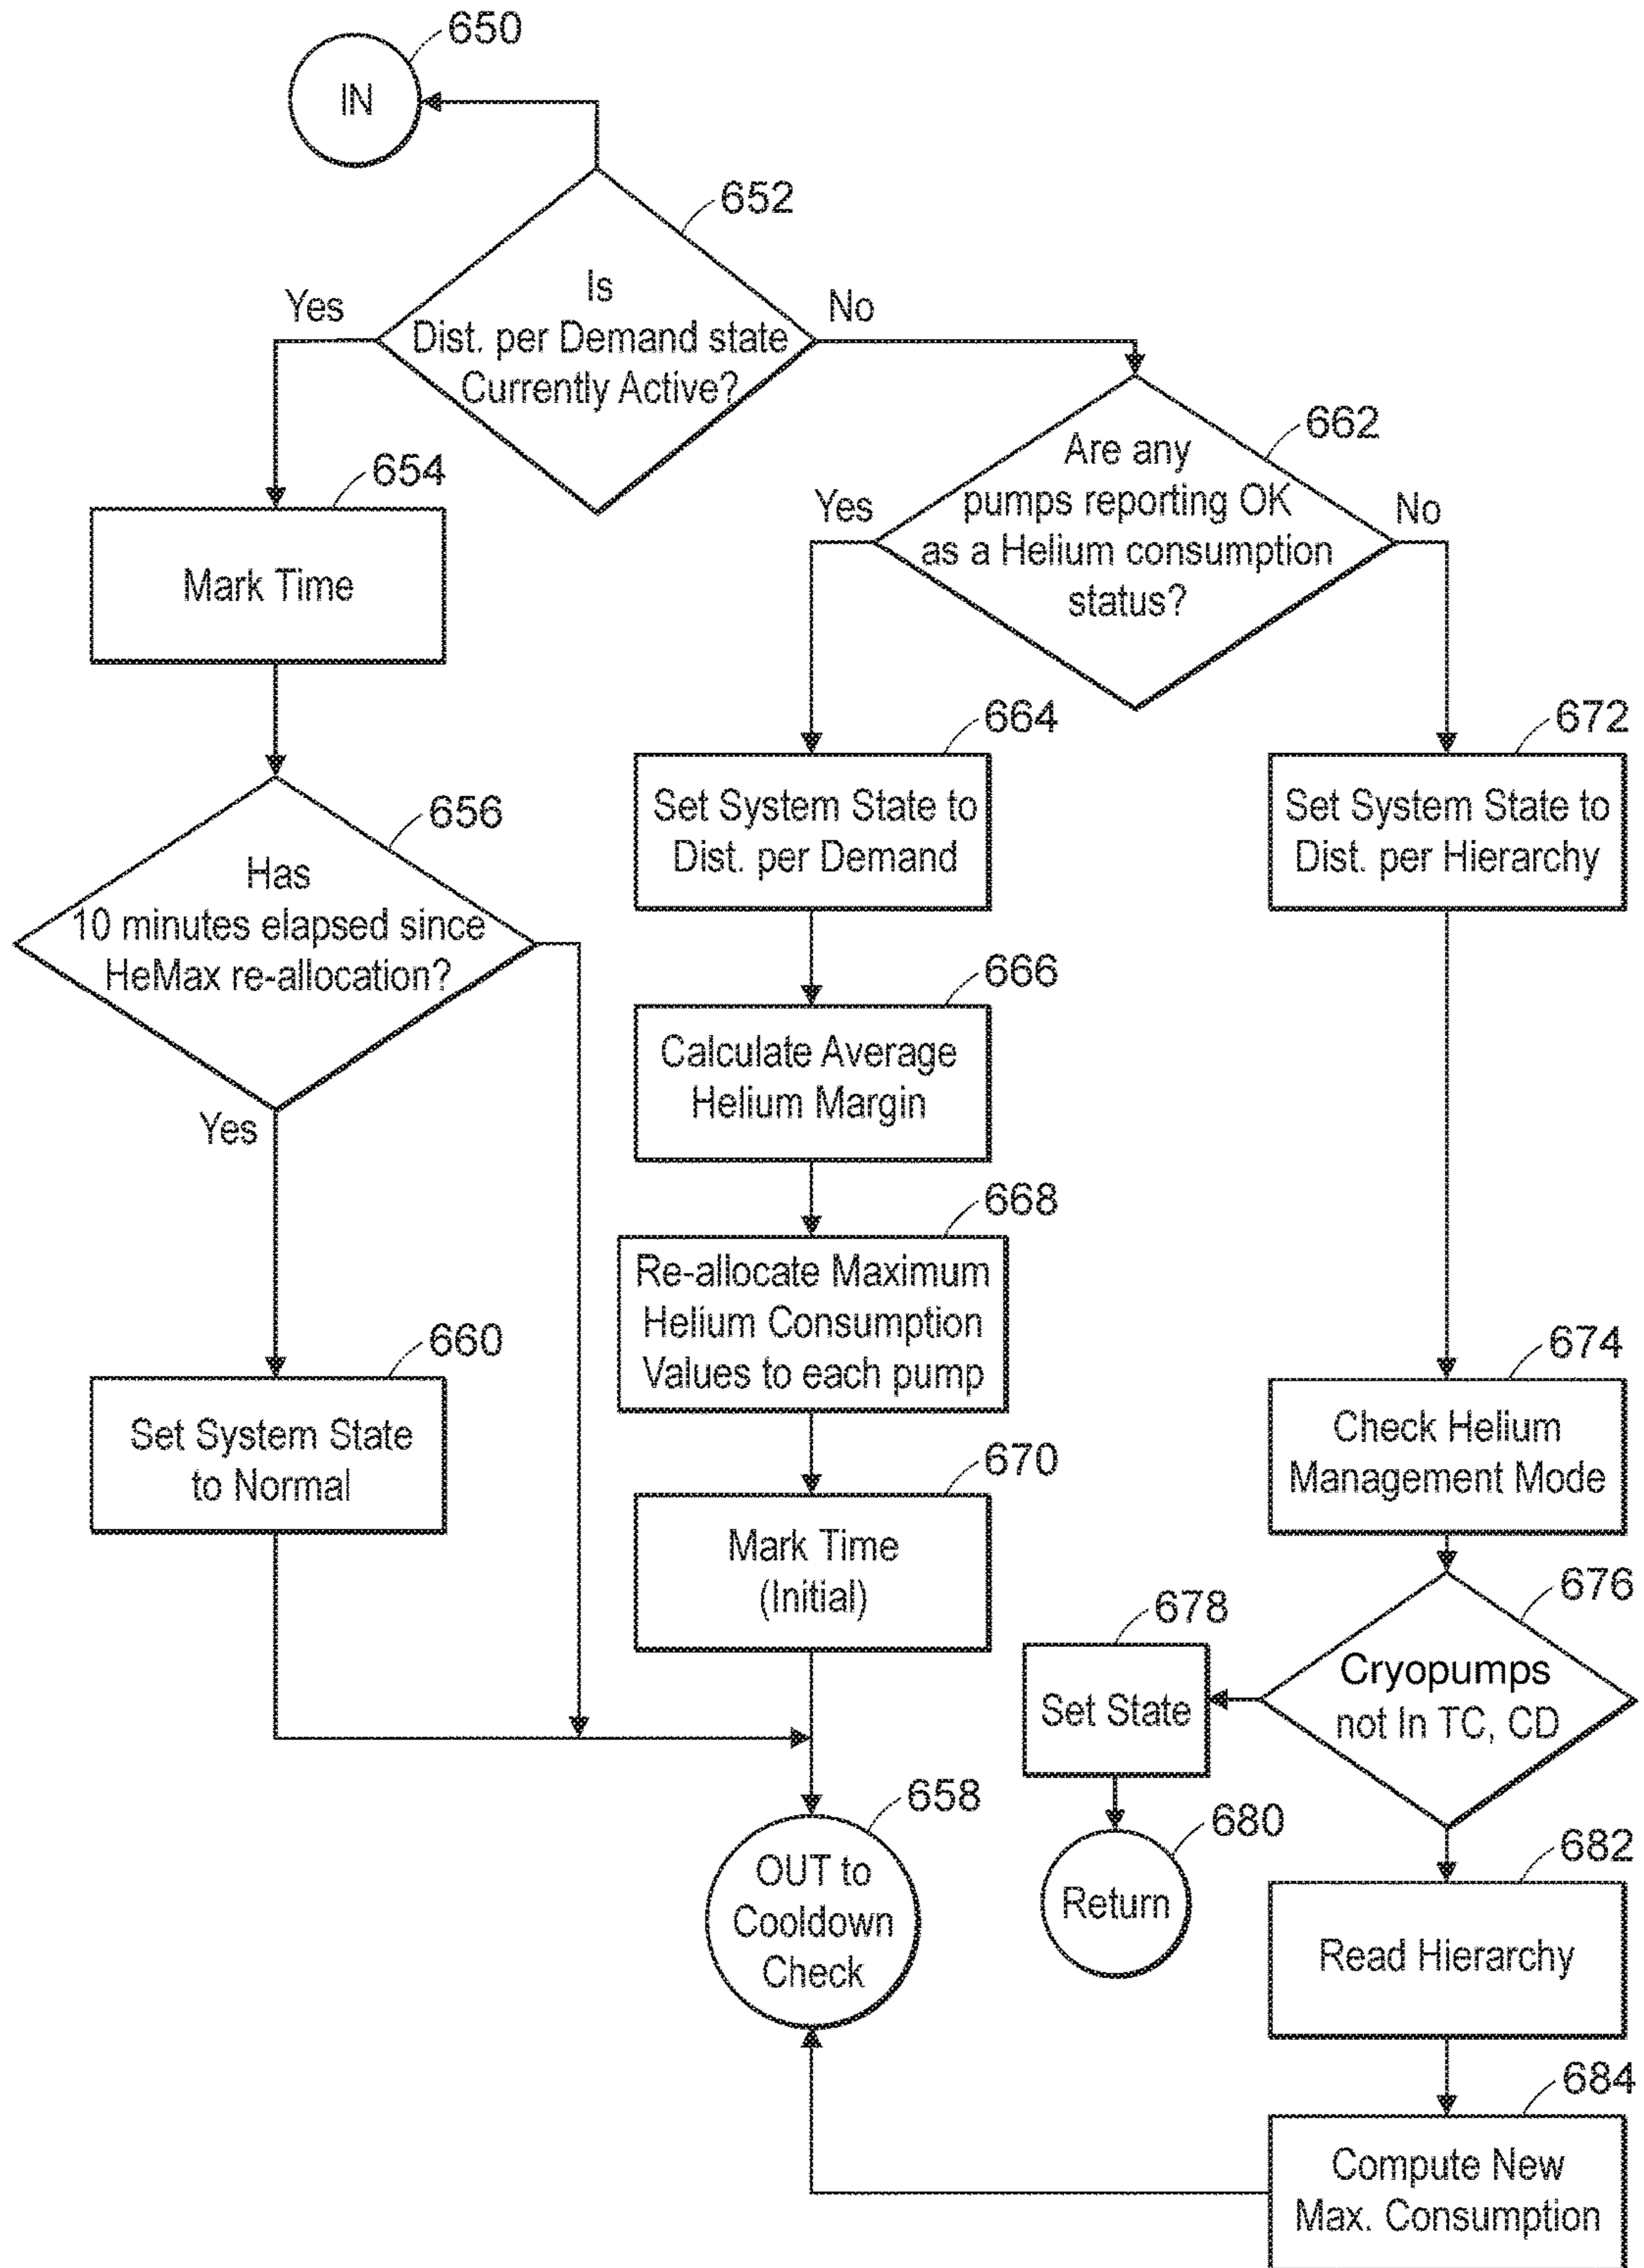 650
IN
652
Is
Dist. per Demand state
Currently Active?
Yes
No
654
Mark Time
662
Are any
pumps reporting OK
as a Helium consumption
status?
Yes
No
656
Has
10 minutes elapsed since
HeMax re-allocation?
Yes
664
Set System State to
Dist. per Demand
672
Set System State to
Dist. per Hierarchy
666
Calculate Average
Helium Margin
668
Re-allocate Maximum
Helium Consumption
Values to each pump
660
Set System State
to Normal
670
Mark Time
(Initial)
674
Check Helium
Management Mode
676
Cryopumps
not In TC, CD
678
Set State
680
Return
658
OUT to
Cooldown
Check
682
Read Hierarchy
684
Compute New
Max. Consumption